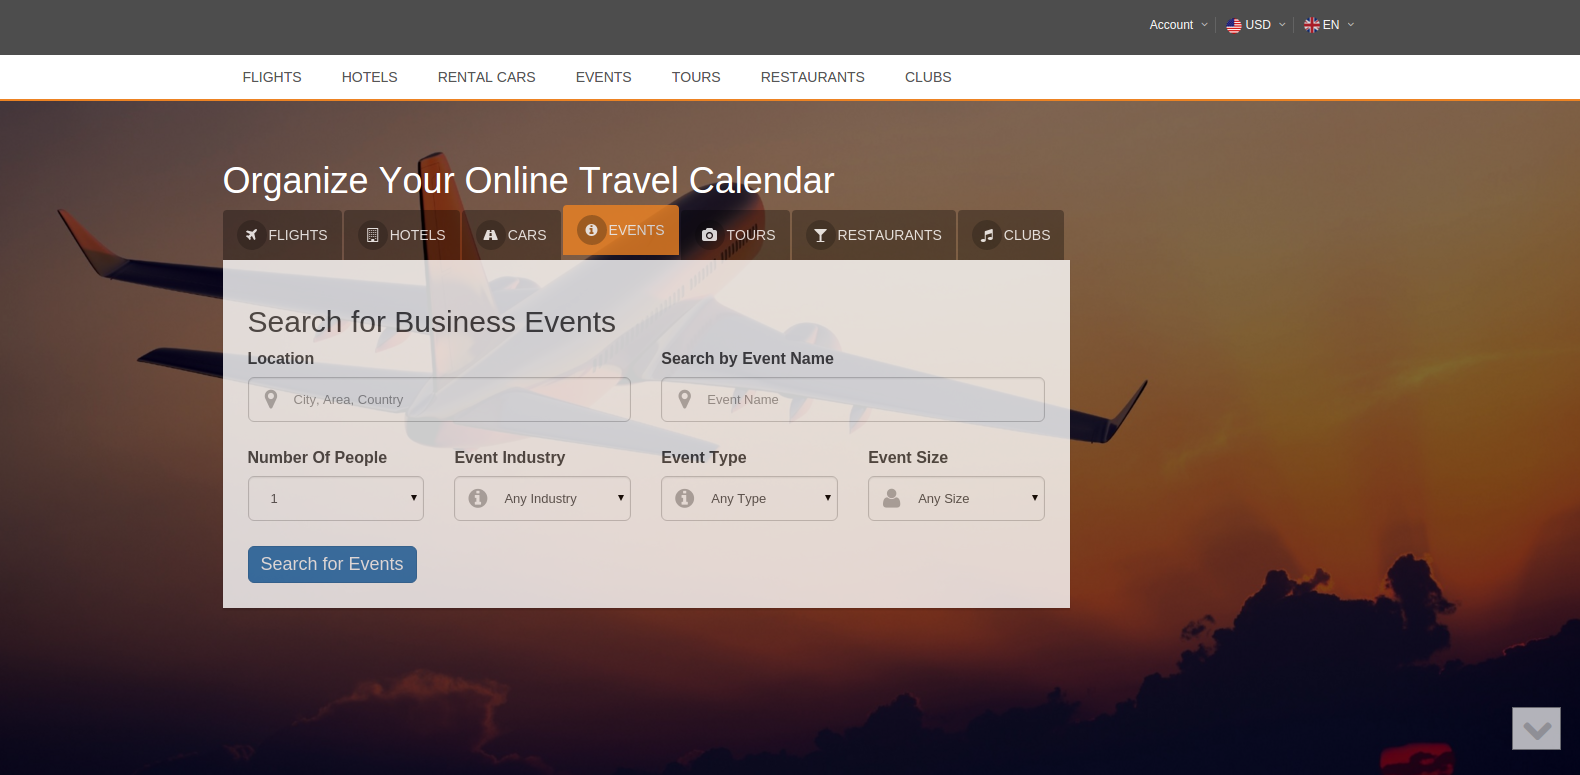 Account USD EN
FLIGHTS HOTELS RENTAL CARS EVENTS TOURS RESTAURANTS CLUBS
Organize Your Online Travel Calendar
FLIGHTS HOTELS CARS EVENTS TOURS RESTAURANTS CLUBS
Search for Business Events
Location Search by Event Name
City, Area, Country Event Name
Number Of People Event Industry Event Type Event Size
1 Any Industry Any Type Any Size
Search for Events